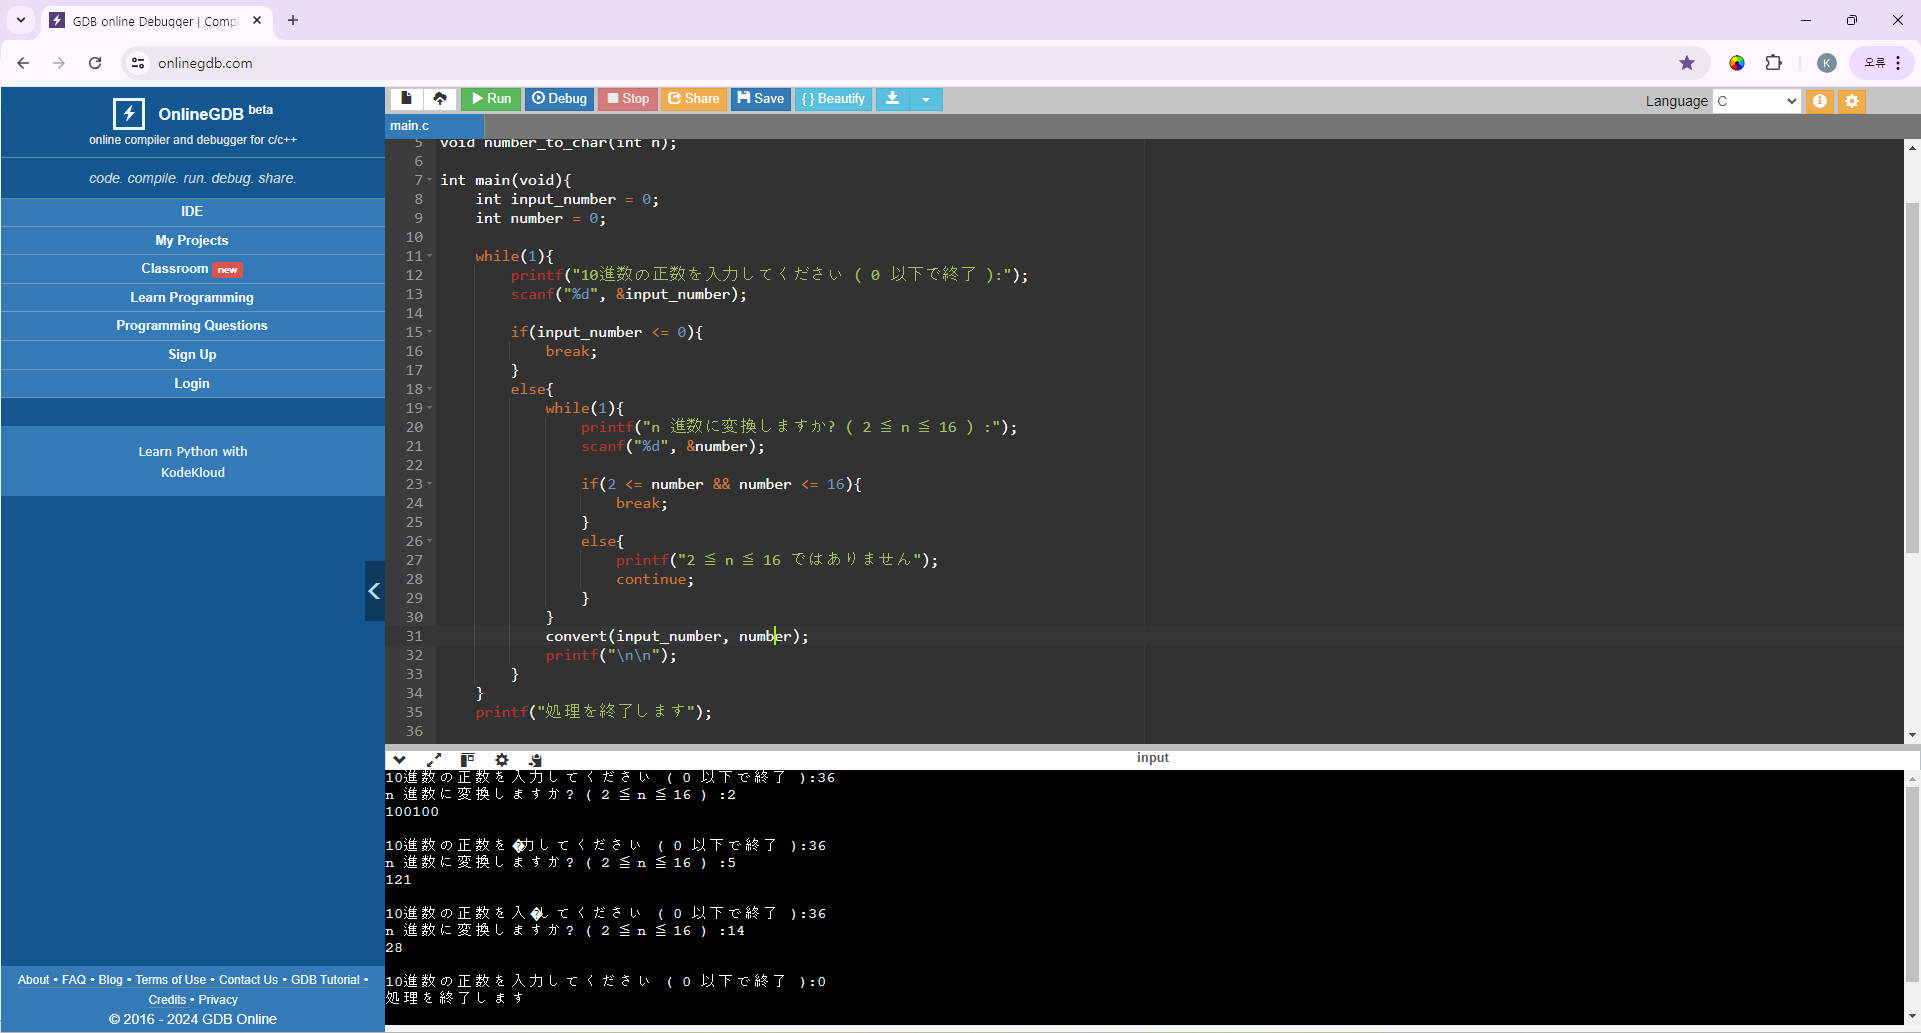 GDB online Debugger | Compi
onlinegdb.com
K
오류
OnlineGDB beta
online compiler and debugger for c/c++
code. compile. run. debug. share.
IDE
My Projects
Classroom new
Learn Programming
Programming Questions
Sign Up
Login
Learn Python with
KodeKloud
About • FAQ • Blog • Terms of Use • Contact Us • GDB Tutorial •
Credits • Privacy
© 2016 - 2024 GDB Online
Run Debug Stop Share Save {} Beautify
Language C
main.c
5 void number_to_char(int n);
6
7 int main(void){
8 int input_number = 0;
9 int number = 0;
10
11 while(1){
12 printf("10進数の正数を入力してください ( 0 以下で終了 ):");
13 scanf("%d", &input_number);
14
15 if(input_number <= 0){
16 break;
17 }
18 else{
19 while(1){
20 printf("n 進数に変換しますか? ( 2 ≦ n ≦ 16 ) :");
21 scanf("%d", &number);
22
23 if(2 <= number && number <= 16){
24 break;
25 }
26 else{
27 printf("2 ≦ n ≦ 16 ではありません");
28 continue;
29 }
30 }
31 convert(input_number, number);
32 printf("\n\n");
33 }
34 }
35 printf("処理を終了します");
36
input
10進数の正数を入力してください ( 0 以下で終了 ):36
n 進数に変換しますか? ( 2 ≦ n ≦ 16 ) :2
100100
10進数の正数を�力してください ( 0 以下で終了 ):36
n 進数に変換しますか? ( 2 ≦ n ≦ 16 ) :5
121
10進数の正数を入�してください ( 0 以下で終了 ):36
n 進数に変換しますか? ( 2 ≦ n ≦ 16 ) :14
28
10進数の正数を入力してください ( 0 以下で終了 ):0
処理を終了します